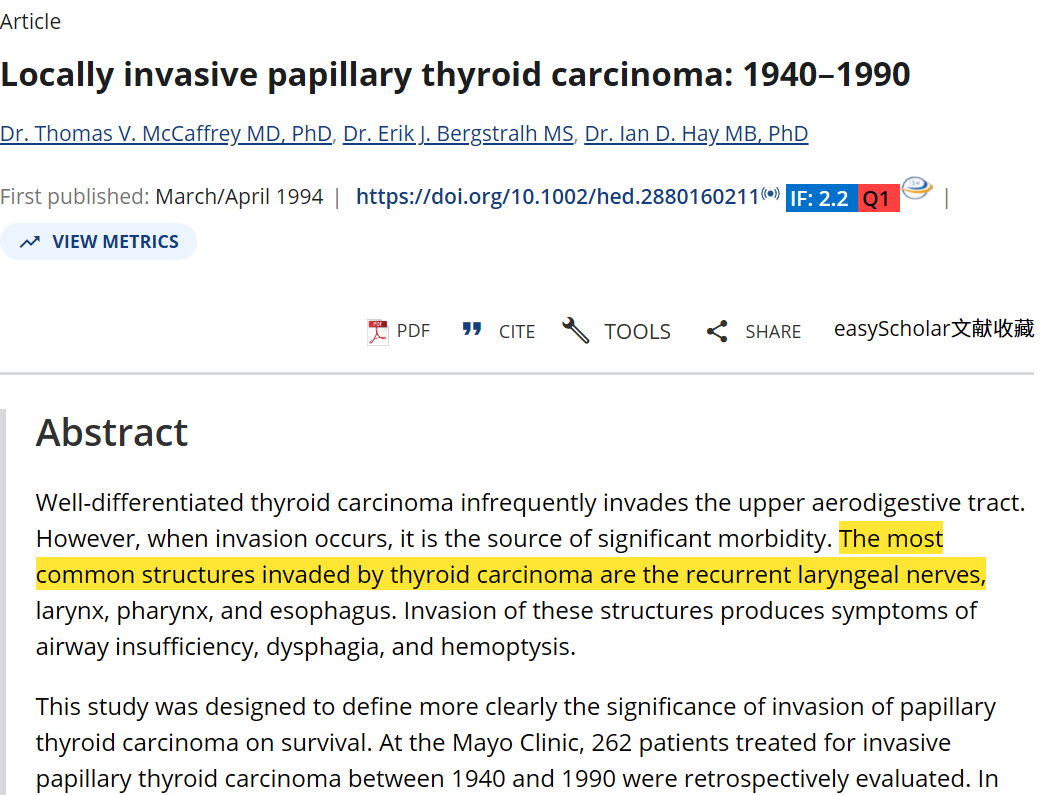 Article
Locally invasive papillary thyroid carcinoma: 1940–1990
Dr. Thomas V. McCaffrey MD, PhD, Dr. Erik J. Bergstralh MS, Dr. Ian D. Hay MB, PhD
First published: March/April 1994 | https://doi.org/10.1002/hed.2880160211 IF: 2.2 Q1 |
VIEW METRICS
PDF CITE TOOLS SHARE easyScholar文献收藏
Abstract
Well-differentiated thyroid carcinoma infrequently invades the upper aerodigestive tract.
However, when invasion occurs, it is the source of significant morbidity. The most
common structures invaded by thyroid carcinoma are the recurrent laryngeal nerves,
larynx, pharynx, and esophagus. Invasion of these structures produces symptoms of
airway insufficiency, dysphagia, and hemoptysis.
This study was designed to define more clearly the significance of invasion of papillary
thyroid carcinoma on survival. At the Mayo Clinic, 262 patients treated for invasive
papillary thyroid carcinoma between 1940 and 1990 were retrospectively evaluated. In